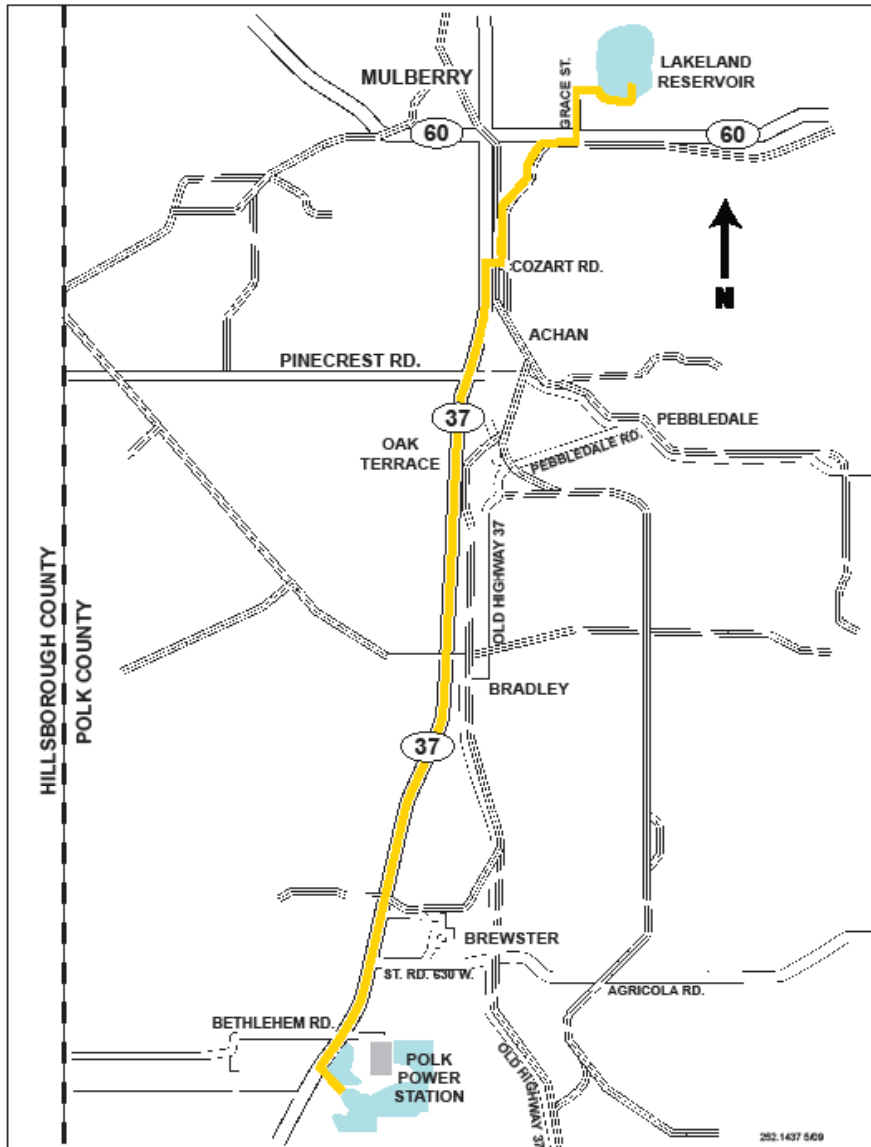 LAKELAND
RESERVOIR
MULBERRY
GRACE ST.
60
60
COZART RD.
N
ACHAN
PINECREST RD.
37
PEBBLEDALE
OAK
TERRACE
PEBBLEDALE RD.
OLD HIGHWAY 37
HILLSBOROUGH COUNTY
POLK COUNTY
BRADLEY
37
BREWSTER
ST. RD. 630 W.
AGRICOLA RD.
BETHLEHEM RD.
POLK
POWER
STATION
OLD HIGHWAY 37
252.1437 5/09